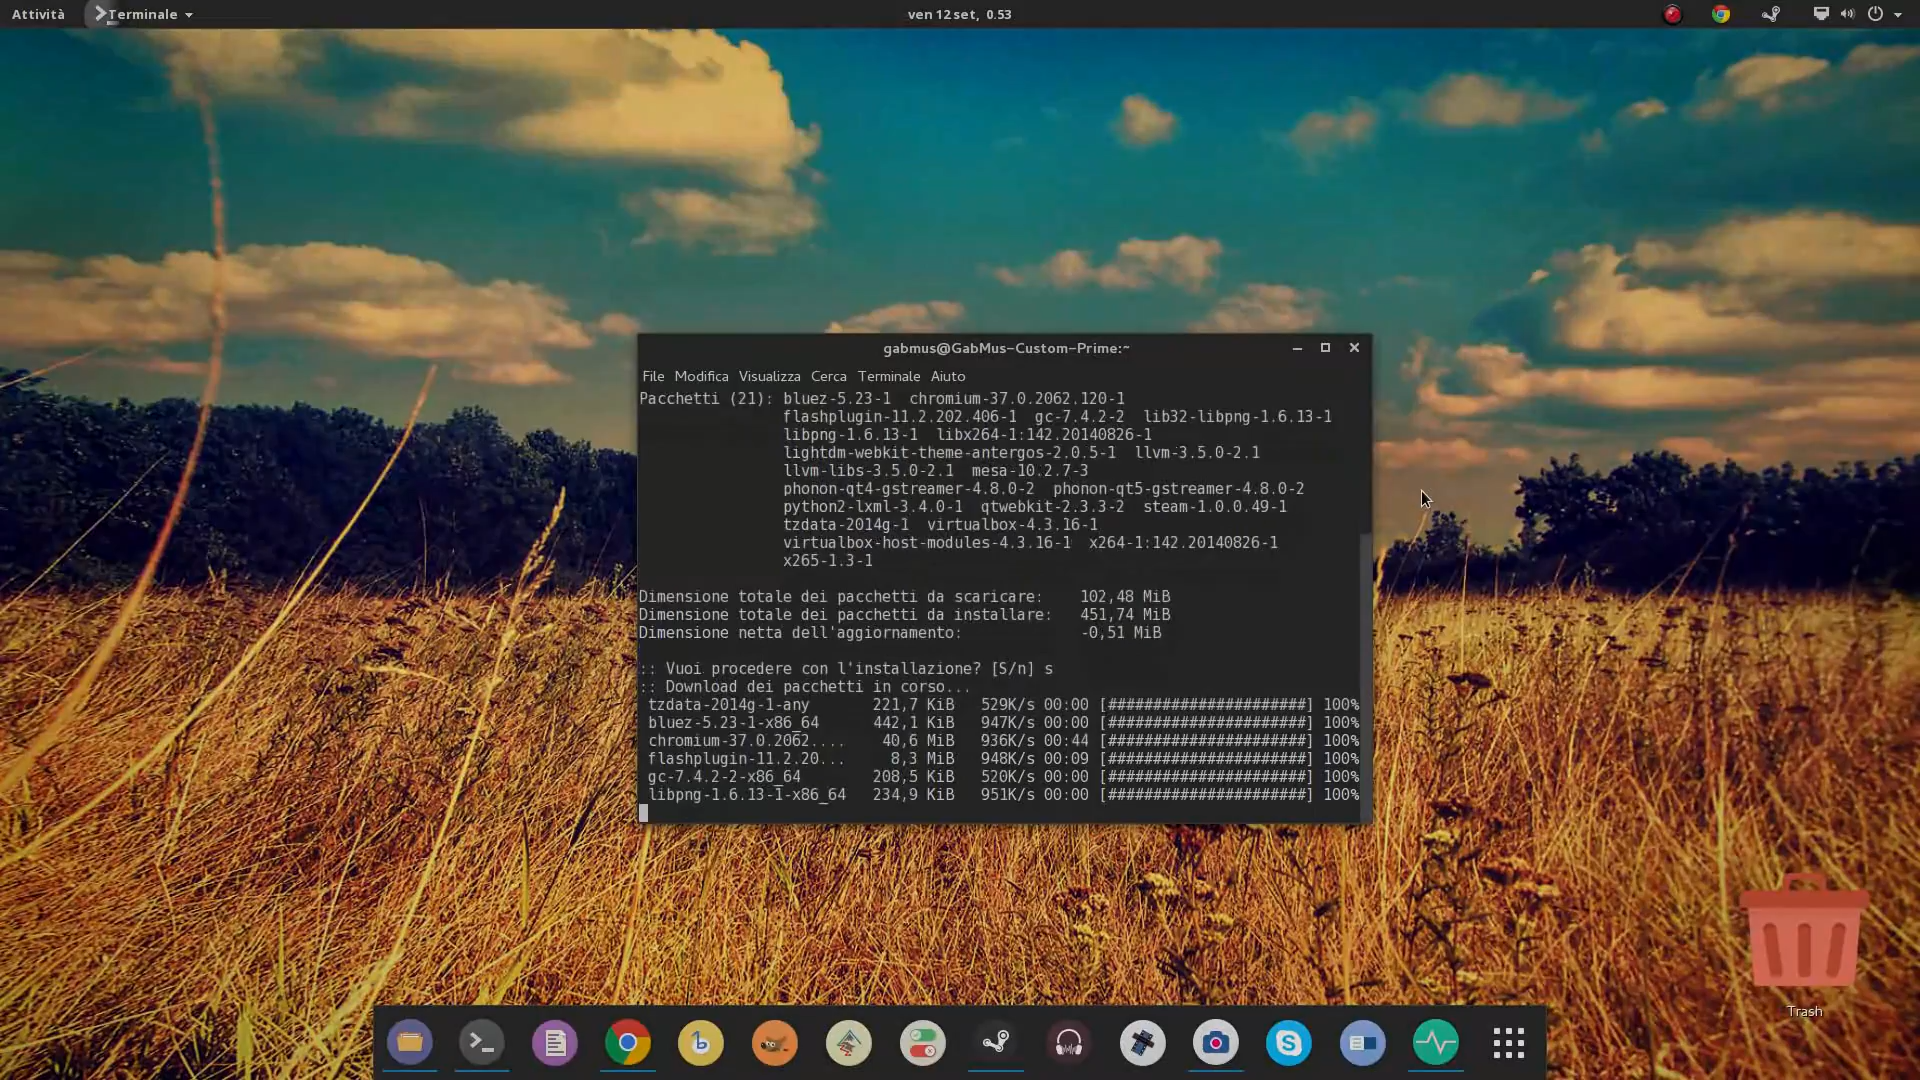 Attività
Terminale
ven 12 set, 0.53
gabmus@GabMus-Custom-Prime:~
File Modifica Visualizza Cerca Terminale Aiuto
Pacchetti (21): bluez-5.23-1 chromium-37.0.2062.120-1
flashplugin-11.2.202.406-1 gc-7.4.2-2 lib32-libpng-1.6.13-1
libpng-1.6.13-1 libx264-1:142.20140826-1
lightdm-webkit-theme-antergos-2.0.5-1 llvm-3.5.0-2.1
llvm-libs-3.5.0-2.1 mesa-10.2.7-3
phonon-qt4-gstreamer-4.8.0-2 phonon-qt5-gstreamer-4.8.0-2
python2-lxml-3.4.0-1 qtwebkit-2.3.3-2 steam-1.0.0.49-1
tzdata-2014g-1 virtualbox-4.3.16-1
virtualbox-host-modules-4.3.16-1 x264-1:142.20140826-1
x265-1.3-1
Dimensione totale dei pacchetti da scaricare: 102,48 MiB
Dimensione totale dei pacchetti da installare: 451,74 MiB
Dimensione netta dell'aggiornamento: -0,51 MiB
:: Vuoi procedere con l'installazione? [S/n] s
:: Download dei pacchetti in corso...
tzdata-2014g-1-any 221,7 KiB 529K/s 00:00 [######################] 100%
bluez-5.23-1-x86_64 442,1 KiB 947K/s 00:00 [######################] 100%
chromium-37.0.2062.... 40,6 MiB 936K/s 00:44 [######################] 100%
flashplugin-11.2.20... 8,3 MiB 948K/s 00:09 [######################] 100%
gc-7.4.2-2-x86_64 208,5 KiB 520K/s 00:00 [######################] 100%
libpng-1.6.13-1-x86_64 234,9 KiB 951K/s 00:00 [######################] 100%
Trash